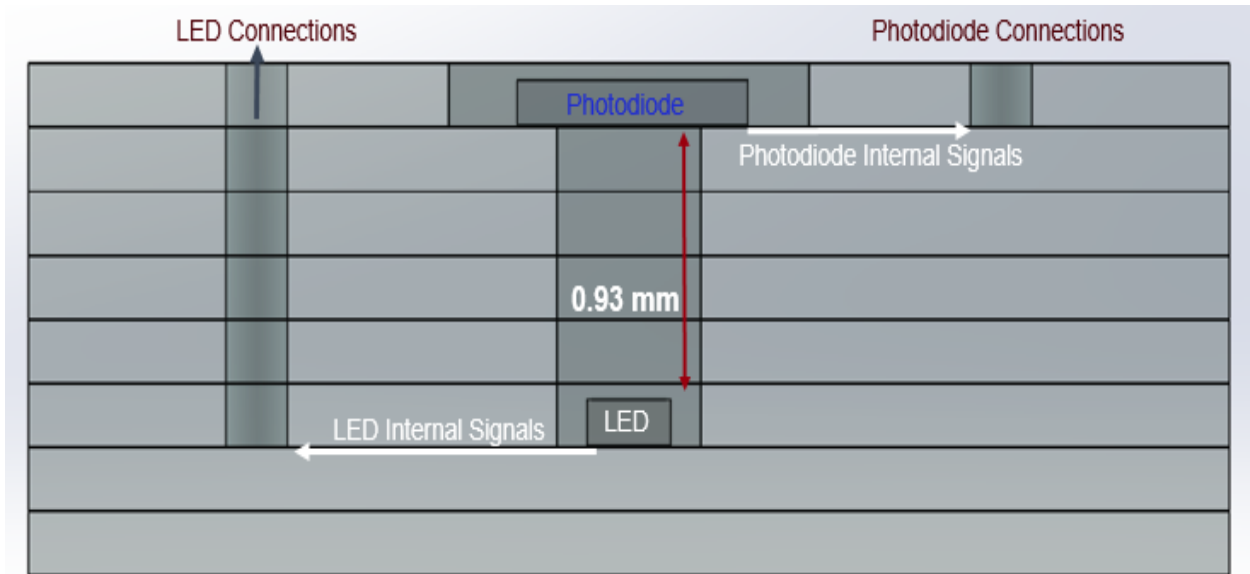 LED Connections
Photodiode Connections
Photodiode
Photodiode Internal Signals
0.93 mm
LED
LED Internal Signals